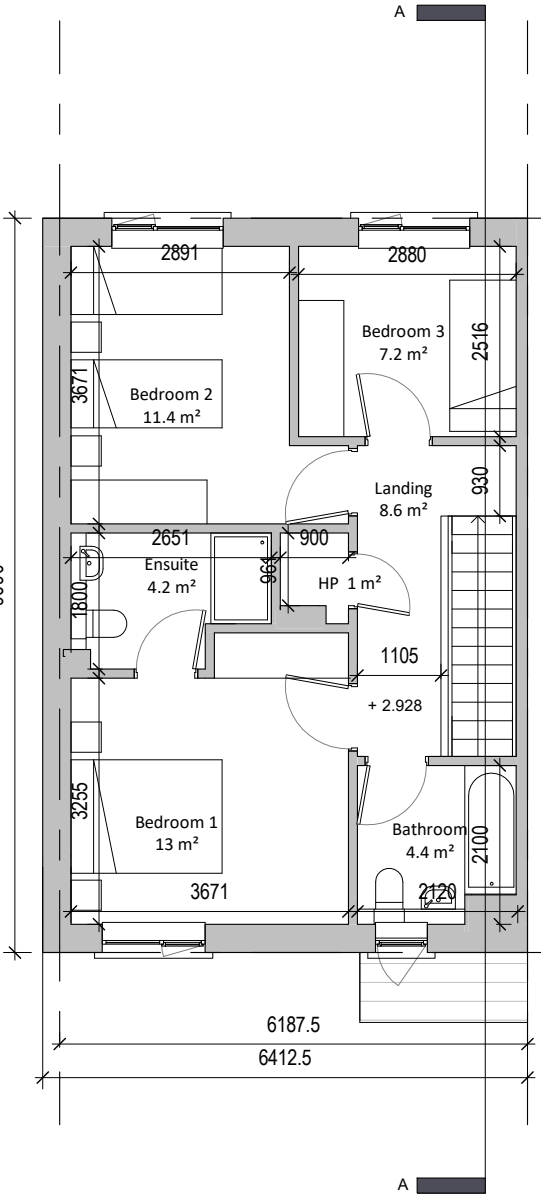 A
2891
2880
Bedroom 3
7.2 m²
2516
3671
Bedroom 2
11.4 m²
Landing
8.6 m²
930
2651
900
Ensuite
4.2 m²
961
HP 1 m²
1800
1105
+ 2.928
3255
Bedroom 1
13 m²
Bathroom
4.4 m²
2100
3671
2120
6187.5
6412.5
A